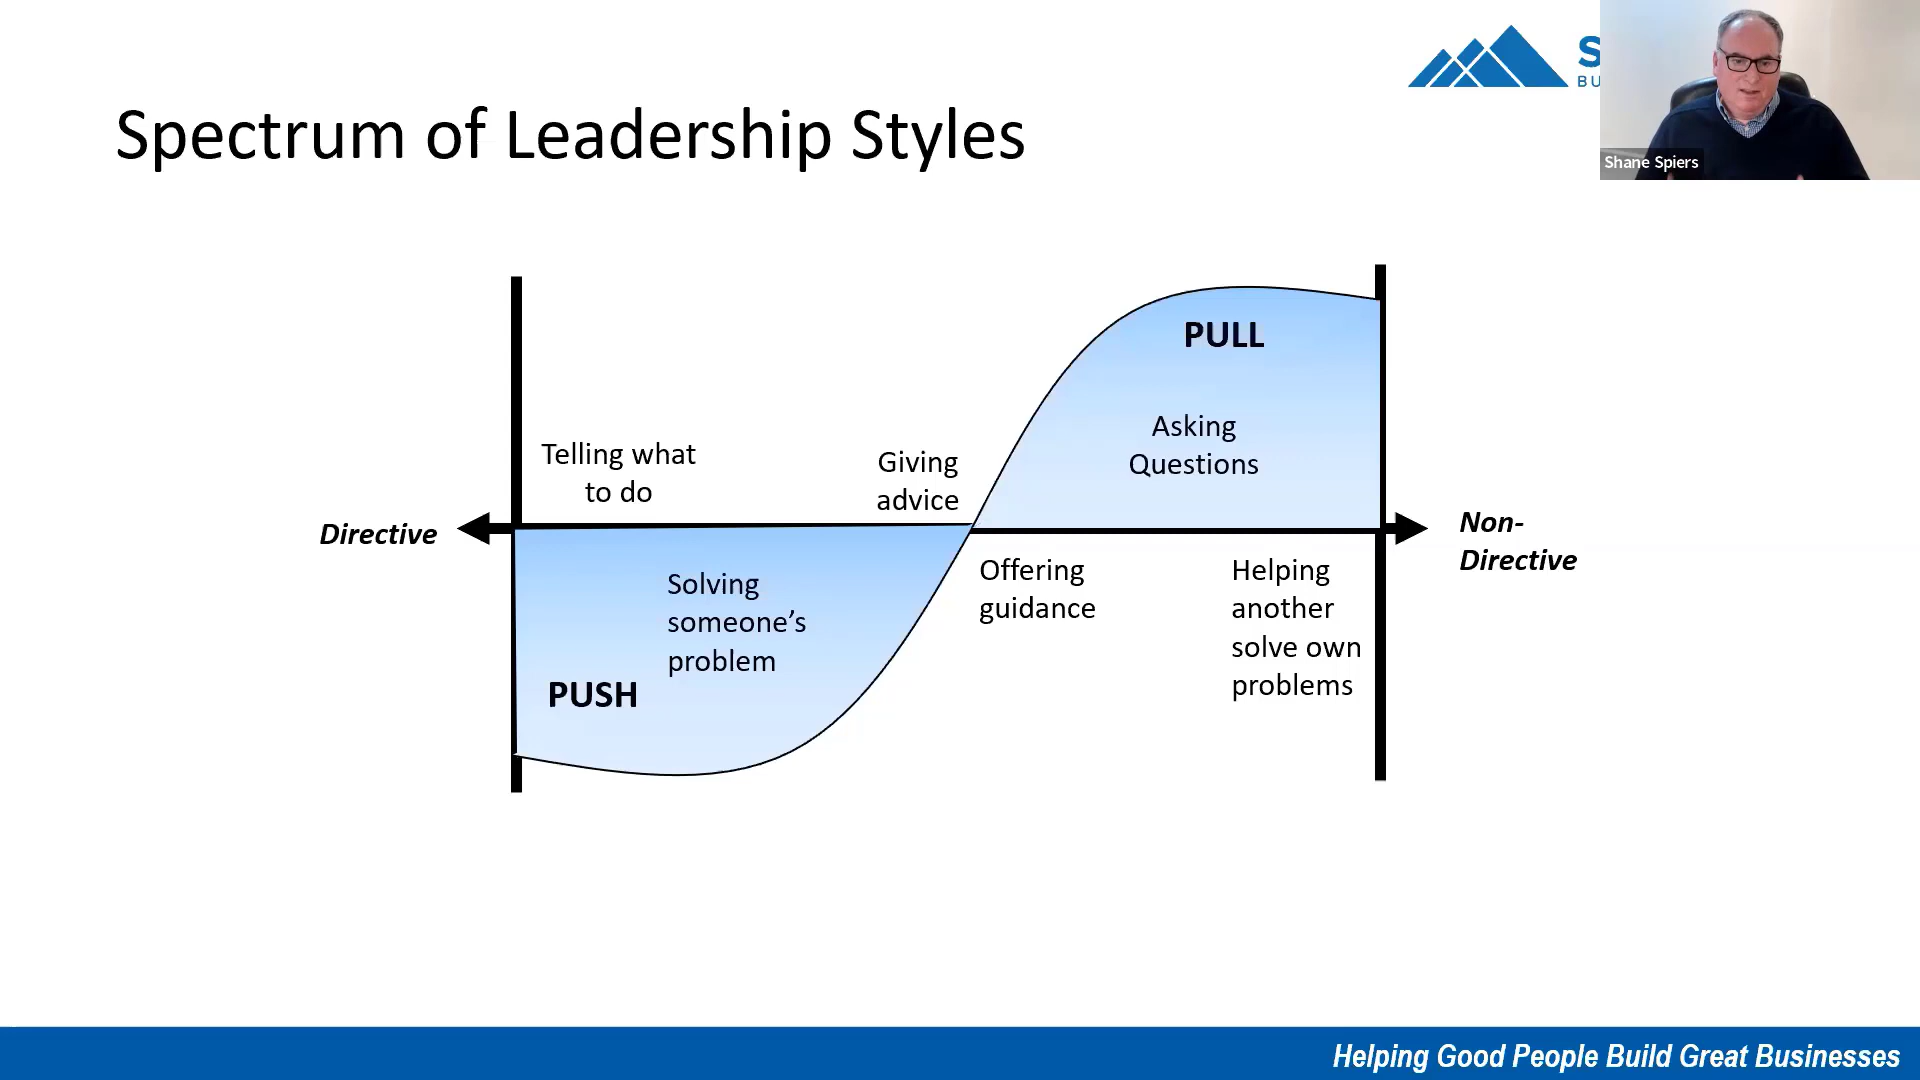 Spectrum of Leadership Styles
Shane Spiers
PULL
Asking
Questions
Telling what
to do
Giving
advice
Directive
Non-
Directive
Solving
someone’s
problem
PUSH
Offering
guidance
Helping
another
solve own
problems
Helping Good People Build Great Businesses